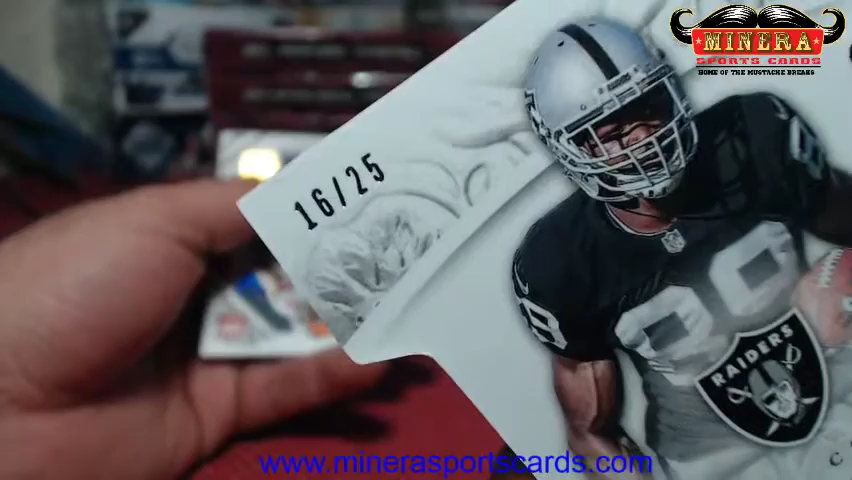 MINERA
SPORTS CARDS
HOME OF THE MUSTACHE BREAKS
16/25
RAIDERS
www.minerasportscards.com